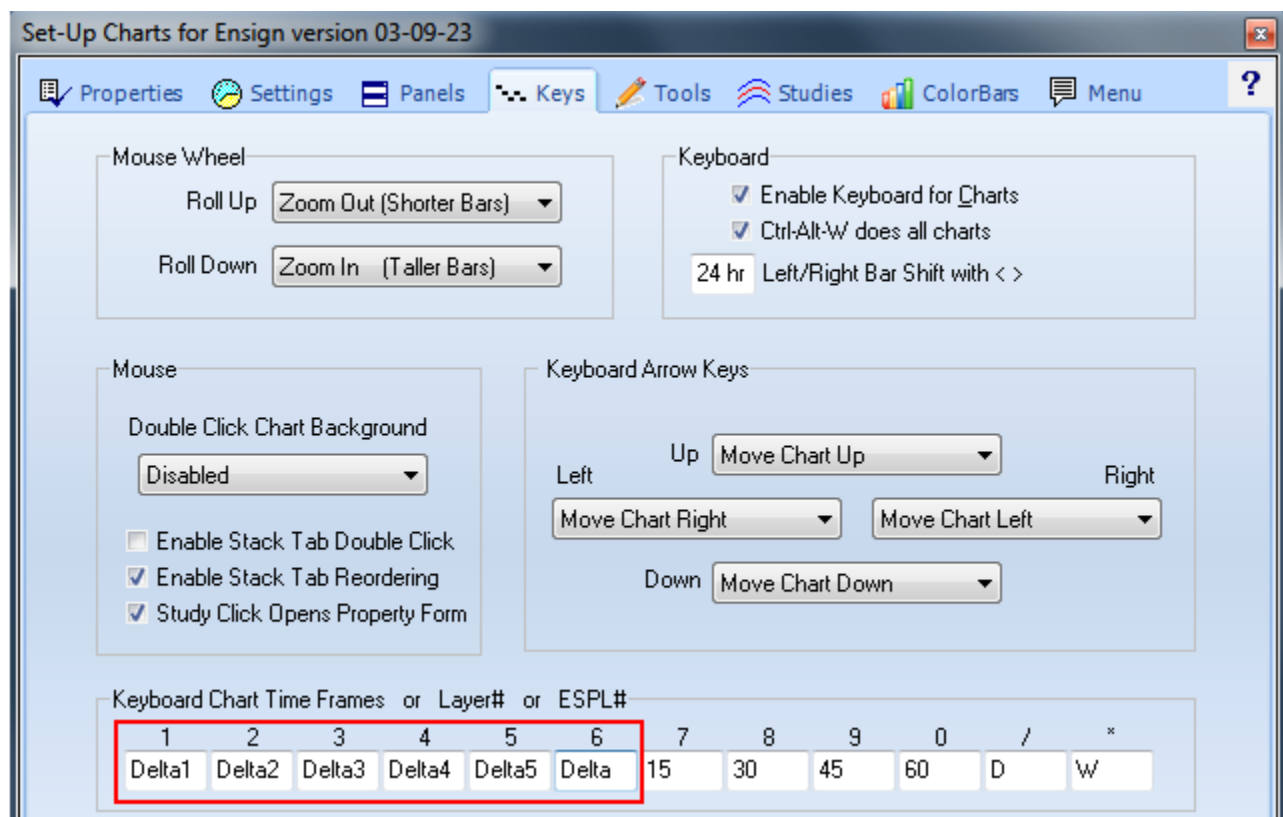 Set-Up Charts for Ensign version 03-09-23
Properties Settings Panels Keys Tools Studies ColorBars Menu ?
Mouse Wheel
Roll Up Zoom Out (Shorter Bars)
Roll Down Zoom In (Taller Bars)
Keyboard
Enable Keyboard for Charts
Ctrl-Alt-W does all charts
24 hr Left/Right Bar Shift with < >
Mouse
Double Click Chart Background
Disabled
Enable Stack Tab Double Click
Enable Stack Tab Reordering
Study Click Opens Property Form
Keyboard Arrow Keys
Up Move Chart Up
Left Right
Move Chart Right Move Chart Left
Down Move Chart Down
Keyboard Chart Time Frames or Layer# or ESPL#
1 2 3 4 5 6 7 8 9 0 / *
Delta1 Delta2 Delta3 Delta4 Delta5 Delta 15 30 45 60 D W